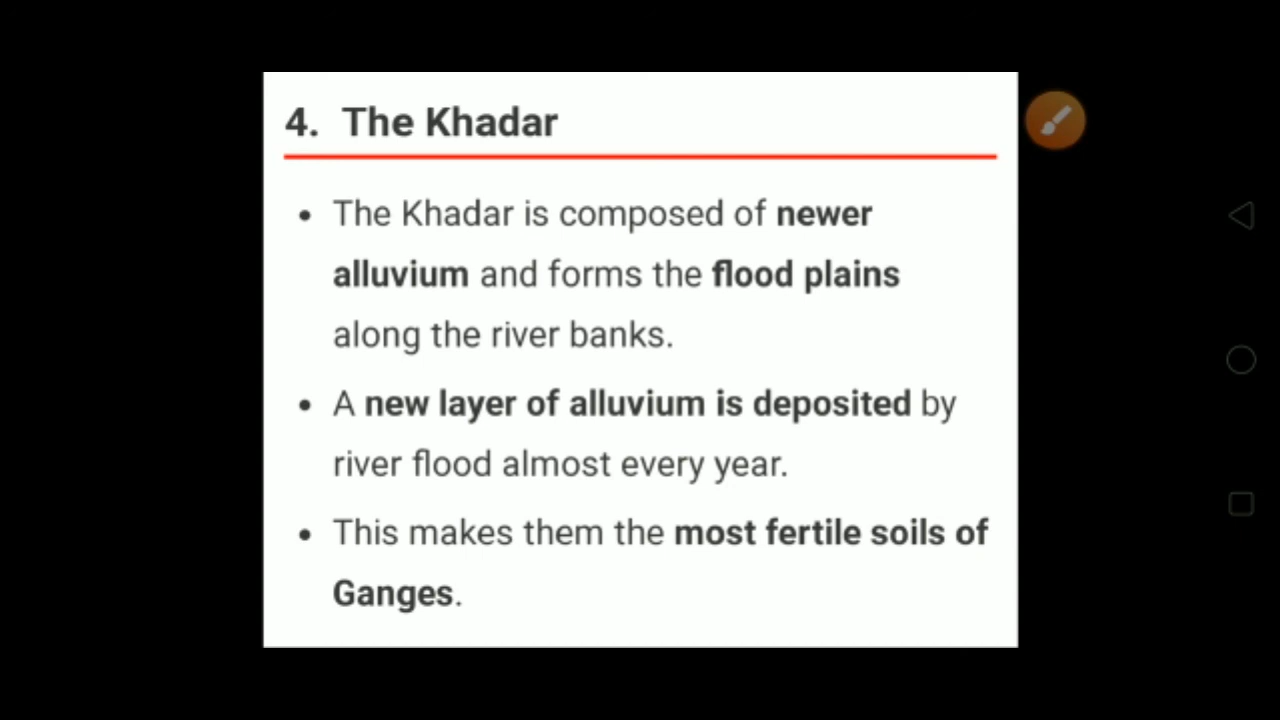 4. The Khadar
• The Khadar is composed of newer
alluvium and forms the flood plains
along the river banks.
• A new layer of alluvium is deposited by
river flood almost every year.
• This makes them the most fertile soils of
Ganges.